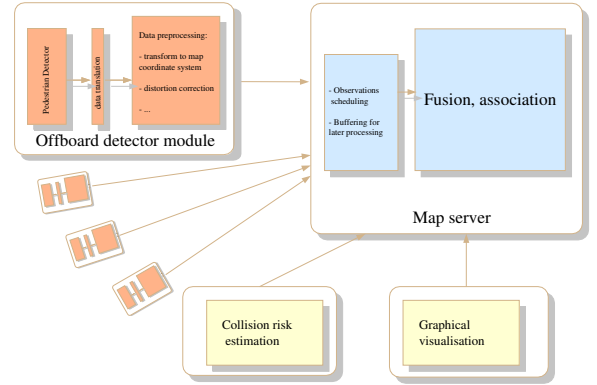 Pedestrian Detector
data translation
Data preprocessing:
- transform to map
coordinate system
- distortion correction
- ...
Offboard detector module
- Observations
scheduling
- Buffering for
later processing
Fusion, association
Map server
Collision risk
estimation
Graphical
visualisation